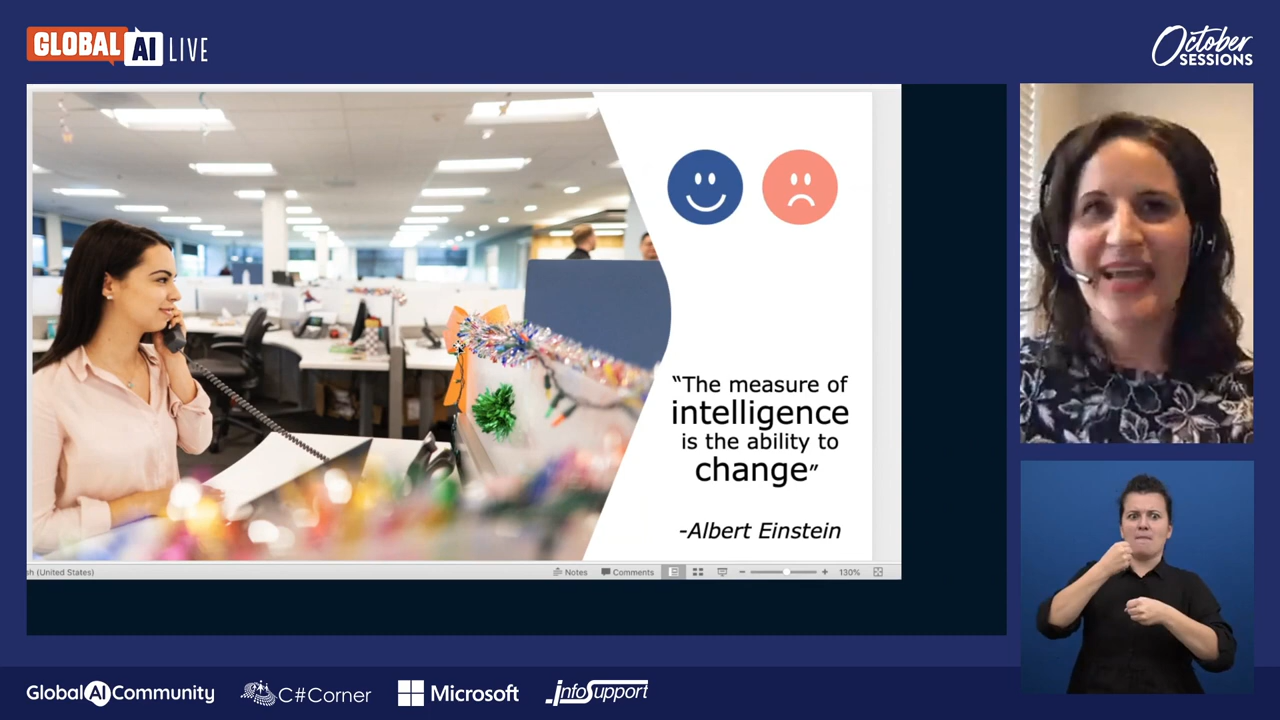 GLOBAL AI LIVE
October
SESSIONS
“The measure of
intelligence
is the ability to
change”
-Albert Einstein
sh (United States)
Notes
Comments
130%
Global AI Community
C#Corner
Microsoft
infoSupport